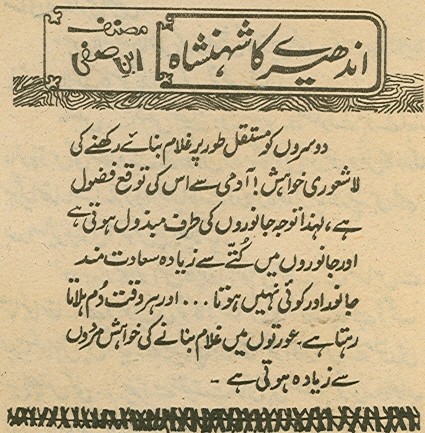 اندھیرے کا شہنشاہ
مصنف
ابنِ صفی
دوسروں کو مستقل طور پر غلام بنائے رکھنے کی
لاشعوری خواہش! آدمی سے اس کی توقع فضول
ہے، لہٰذا توجہ جانوروں کی طرف مبذول ہوتی ہے
اور جانوروں میں کتّے سے زیادہ سعادت مند
جانور اور کوئی نہیں ہوتا ... اور ہر وقت دُم ہلاتا
رہتا ہے۔ عورتوں میں غلام بنانے کی خواہش مردوں
سے زیادہ ہوتی ہے ۔